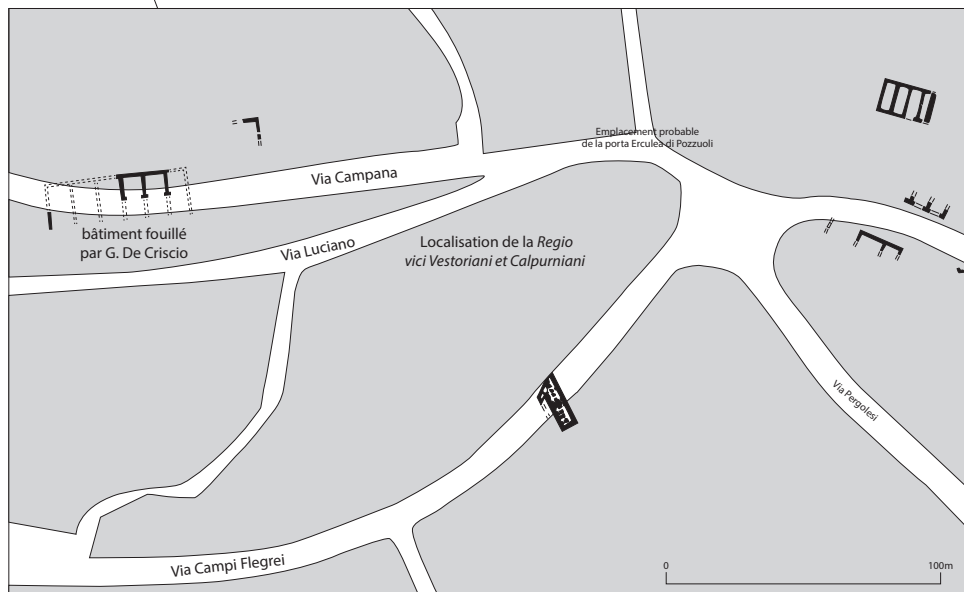 Emplacement probable
de la porta Erculea di Pozzuoli
Via Campana
bâtiment fouillé
par G. De Criscio
Via Luciano
Localisation de la Regio
vici Vestoriani et Calpurniani
Via Pergolesi
Via Campi Flegrei
0
100m